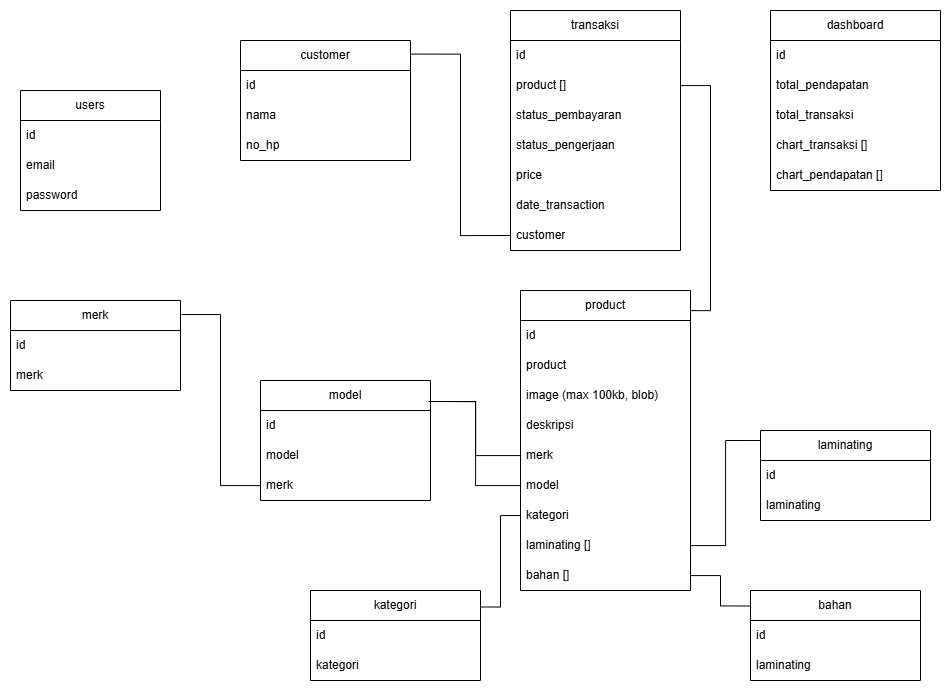 users
id
email
password
customer
id
nama
no_hp
transaksi
id
product []
status_pembayaran
status_pengerjaan
price
date_transaction
customer
dashboard
id
total_pendapatan
total_transaksi
chart_transaksi []
chart_pendapatan []
merk
id
merk
model
id
model
merk
product
id
product
image (max 100kb, blob)
deskripsi
merk
model
kategori
laminating []
bahan []
laminating
id
laminating
kategori
id
kategori
bahan
id
laminating